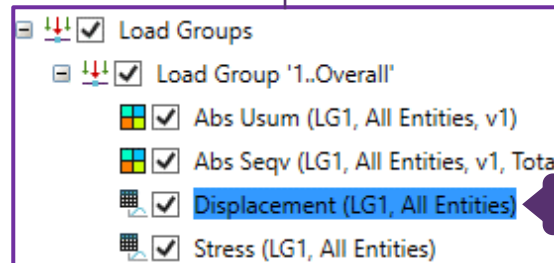 Load Groups
Load Group '1..Overall'
Abs Usum (LG1, All Entities, v1)
Abs Seqv (LG1, All Entities, v1, Tota
Displacement (LG1, All Entities)
Stress (LG1, All Entities)